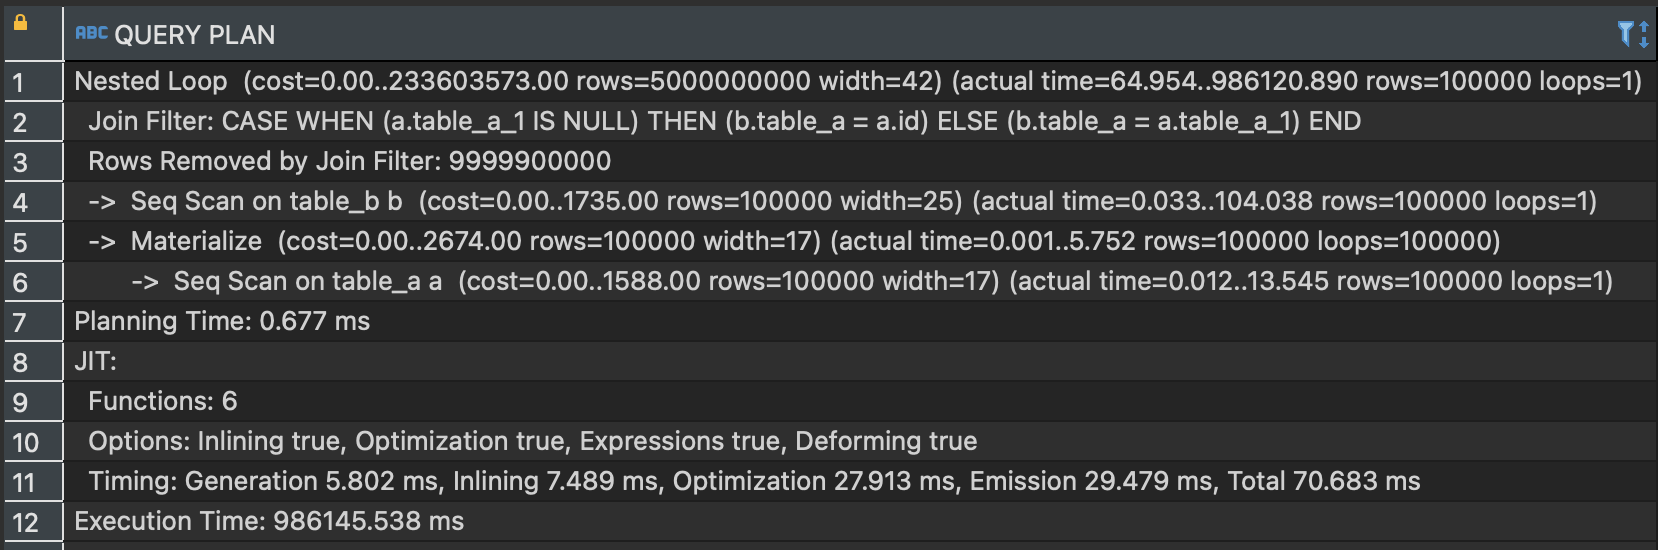 ABC QUERY PLAN
1 Nested Loop  (cost=0.00..233603573.00 rows=5000000000 width=42) (actual time=64.954..986120.890 rows=100000 loops=1)
2 Join Filter: CASE WHEN (a.table_a_1 IS NULL) THEN (b.table_a = a.id) ELSE (b.table_a = a.table_a_1) END
3 Rows Removed by Join Filter: 9999900000
4 ->  Seq Scan on table_b b  (cost=0.00..1735.00 rows=100000 width=25) (actual time=0.033..104.038 rows=100000 loops=1)
5 ->  Materialize  (cost=0.00..2674.00 rows=100000 width=17) (actual time=0.001..5.752 rows=100000 loops=100000)
6 ->  Seq Scan on table_a a  (cost=0.00..1588.00 rows=100000 width=17) (actual time=0.012..13.545 rows=100000 loops=1)
7 Planning Time: 0.677 ms
8 JIT:
9 Functions: 6
10 Options: Inlining true, Optimization true, Expressions true, Deforming true
11 Timing: Generation 5.802 ms, Inlining 7.489 ms, Optimization 27.913 ms, Emission 29.479 ms, Total 70.683 ms
12 Execution Time: 986145.538 ms